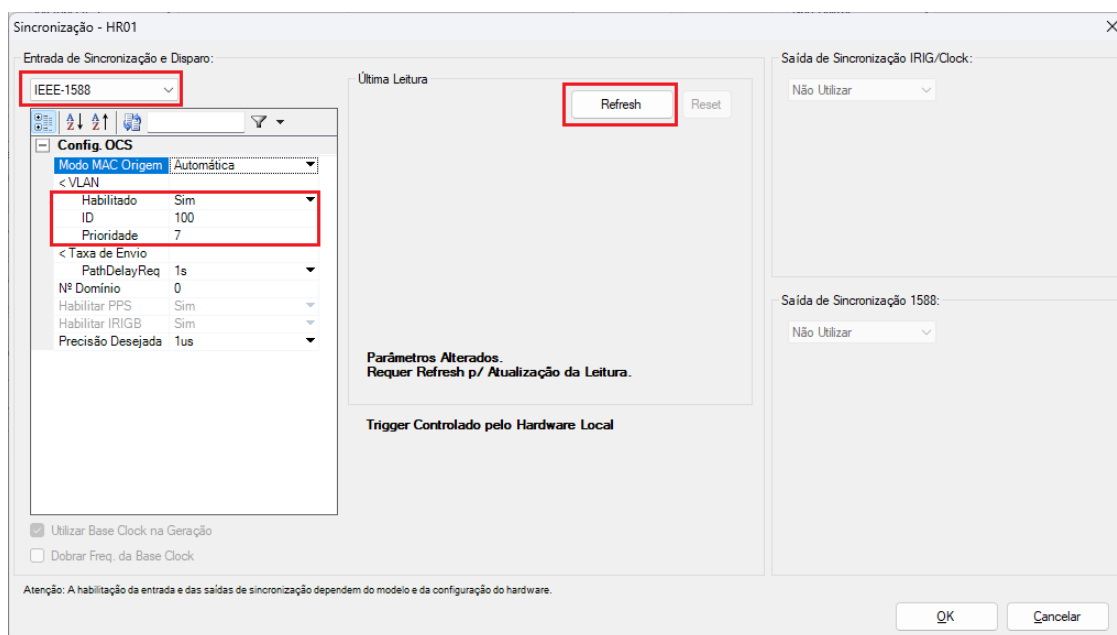 Sincronização - HR01
Entrada de Sincronização e Disparo:
IEEE-1588
Config. OCS
Modo MAC Origem Automática
< VLAN
Habilitado Sim
ID 100
Prioridade 7
< Taxa de Envio
PathDelayReq 1s
Nº Domínio 0
Habilitar PPS Sim
Habilitar IRIGB Sim
Precisão Desejada 1us
Utilizar Base Clock na Geração
Dobrar Freq. da Base Clock
Última Leitura
Refresh Reset
Parâmetros Alterados.
Requer Refresh p/ Atualização da Leitura.
Trigger Controlado pelo Hardware Local
Saída de Sincronização IRIG/Clock:
Não Utilizar
Saída de Sincronização 1588:
Não Utilizar
Atenção: A habilitação da entrada e das saídas de sincronização dependem do modelo e da configuração do hardware.
OK Cancelar